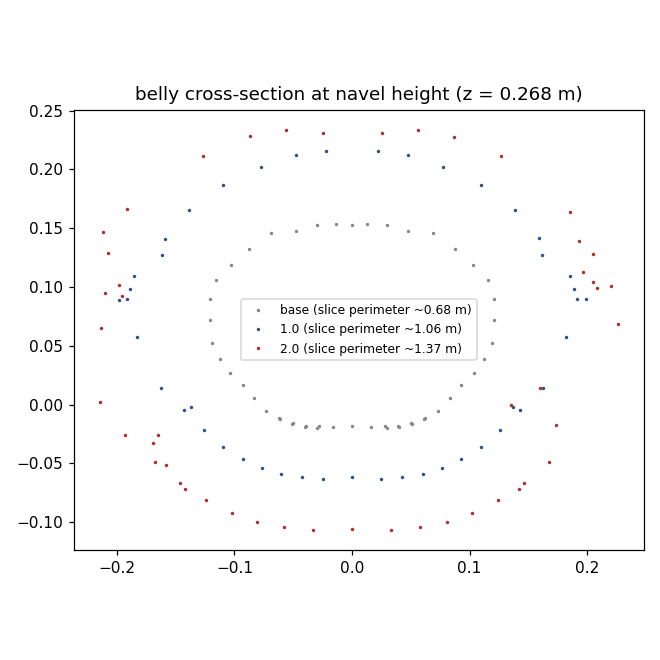 belly cross-section at navel height (z = 0.268 m)
0.25
0.20
0.15
0.10
0.05
0.00
−0.05
−0.10
base (slice perimeter ~0.68 m)
1.0 (slice perimeter ~1.06 m)
2.0 (slice perimeter ~1.37 m)
−0.2 −0.1 0.0 0.1 0.2